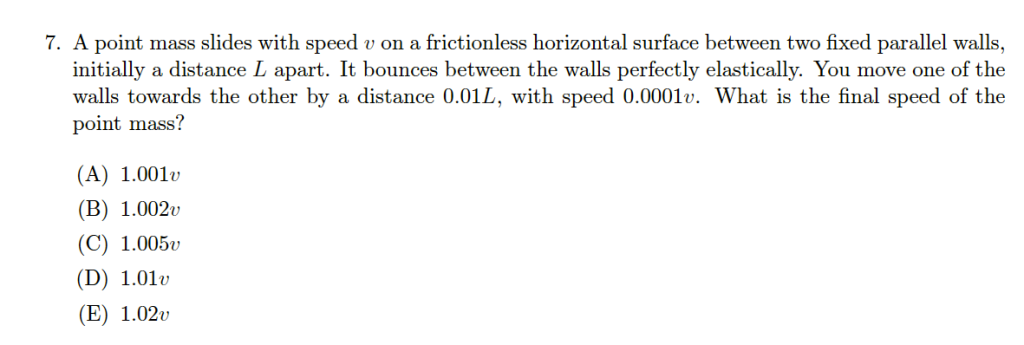 7. A point mass slides with speed v on a frictionless horizontal surface between two fixed parallel walls,
initially a distance L apart. It bounces between the walls perfectly elastically. You move one of the
walls towards the other by a distance 0.01L, with speed 0.0001v. What is the final speed of the
point mass?
(A) 1.001v
(B) 1.002v
(C) 1.005v
(D) 1.01v
(E) 1.02v